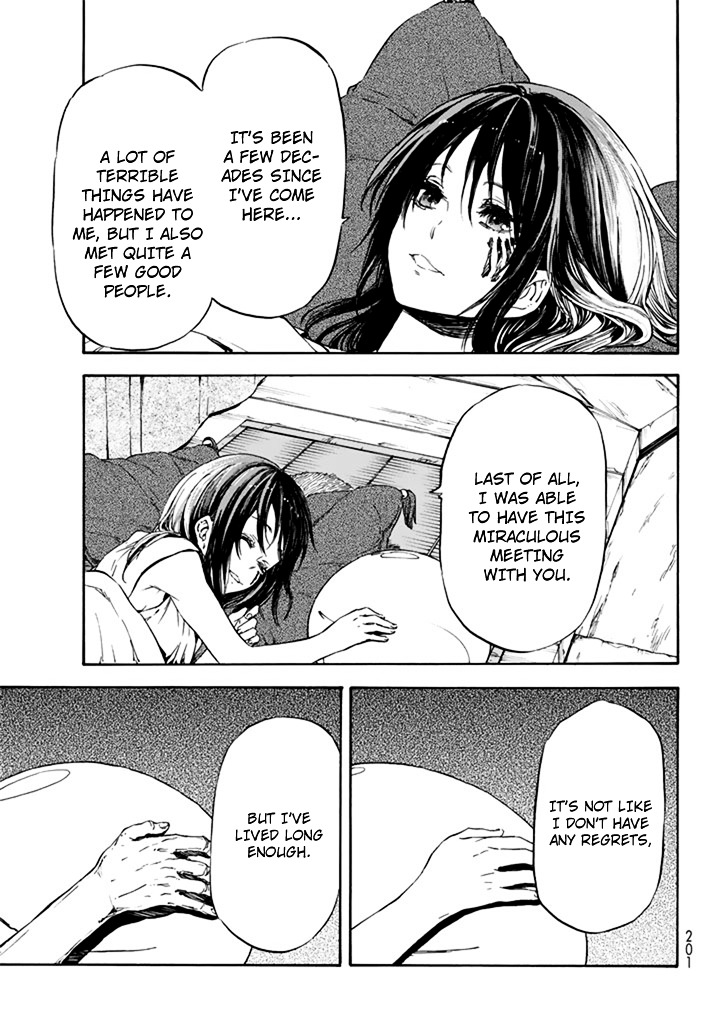 IT'S BEEN
A FEW DEC-
ADES SINCE
I'VE COME
HERE...
A LOT OF
TERRIBLE
THINGS HAVE
HAPPENED TO
ME, BUT I ALSO
MET QUITE A
FEW GOOD
PEOPLE.
LAST OF ALL,
I WAS ABLE
TO HAVE THIS
MIRACULOUS
MEETING
WITH YOU.
IT'S NOT LIKE
I DON'T HAVE
ANY REGRETS,
BUT I'VE
LIVED LONG
ENOUGH.
201